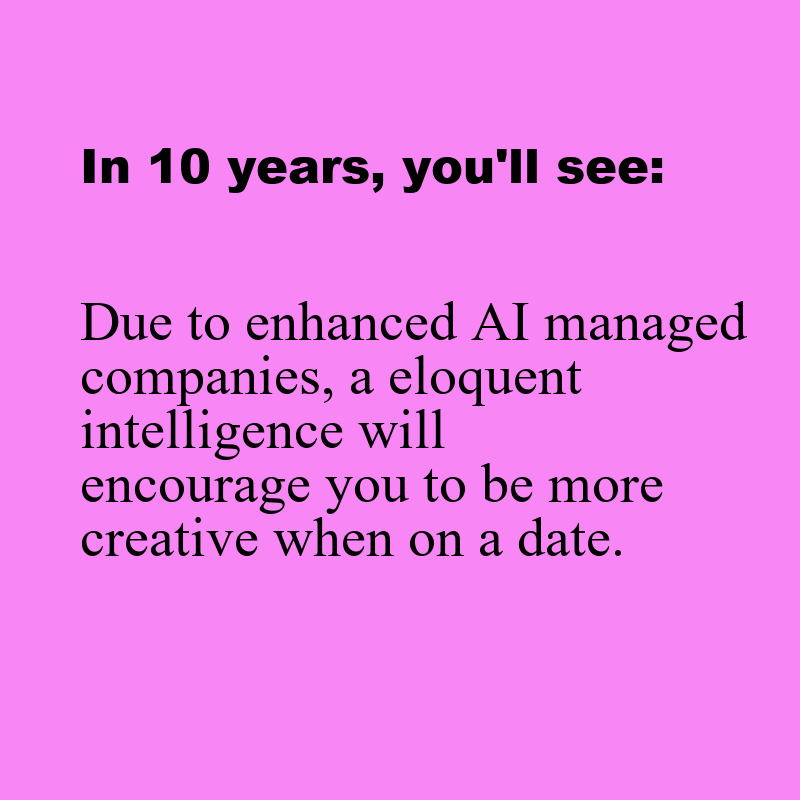 In 10 years, you'll see:
Due to enhanced AI managed
companies, a eloquent
intelligence will
encourage you to be more
creative when on a date.